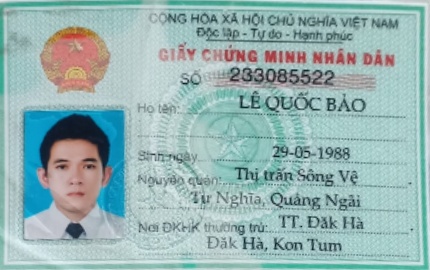 CỘNG HÒA XÃ HỘI CHỦ NGHĨA VIỆT NAM
Độc lập - Tự do - Hạnh phúc
GIẤY CHỨNG MINH NHÂN DÂN
SỐ 233085522
Họ tên: LÊ QUỐC BẢO
Sinh ngày 29-05-1988
Nguyên quán: Thị trấn Sông Vệ
Tư Nghĩa, Quảng Ngãi
Nơi ĐKHK thường trú: TT. Đăk Hà
Đăk Hà, Kon Tum